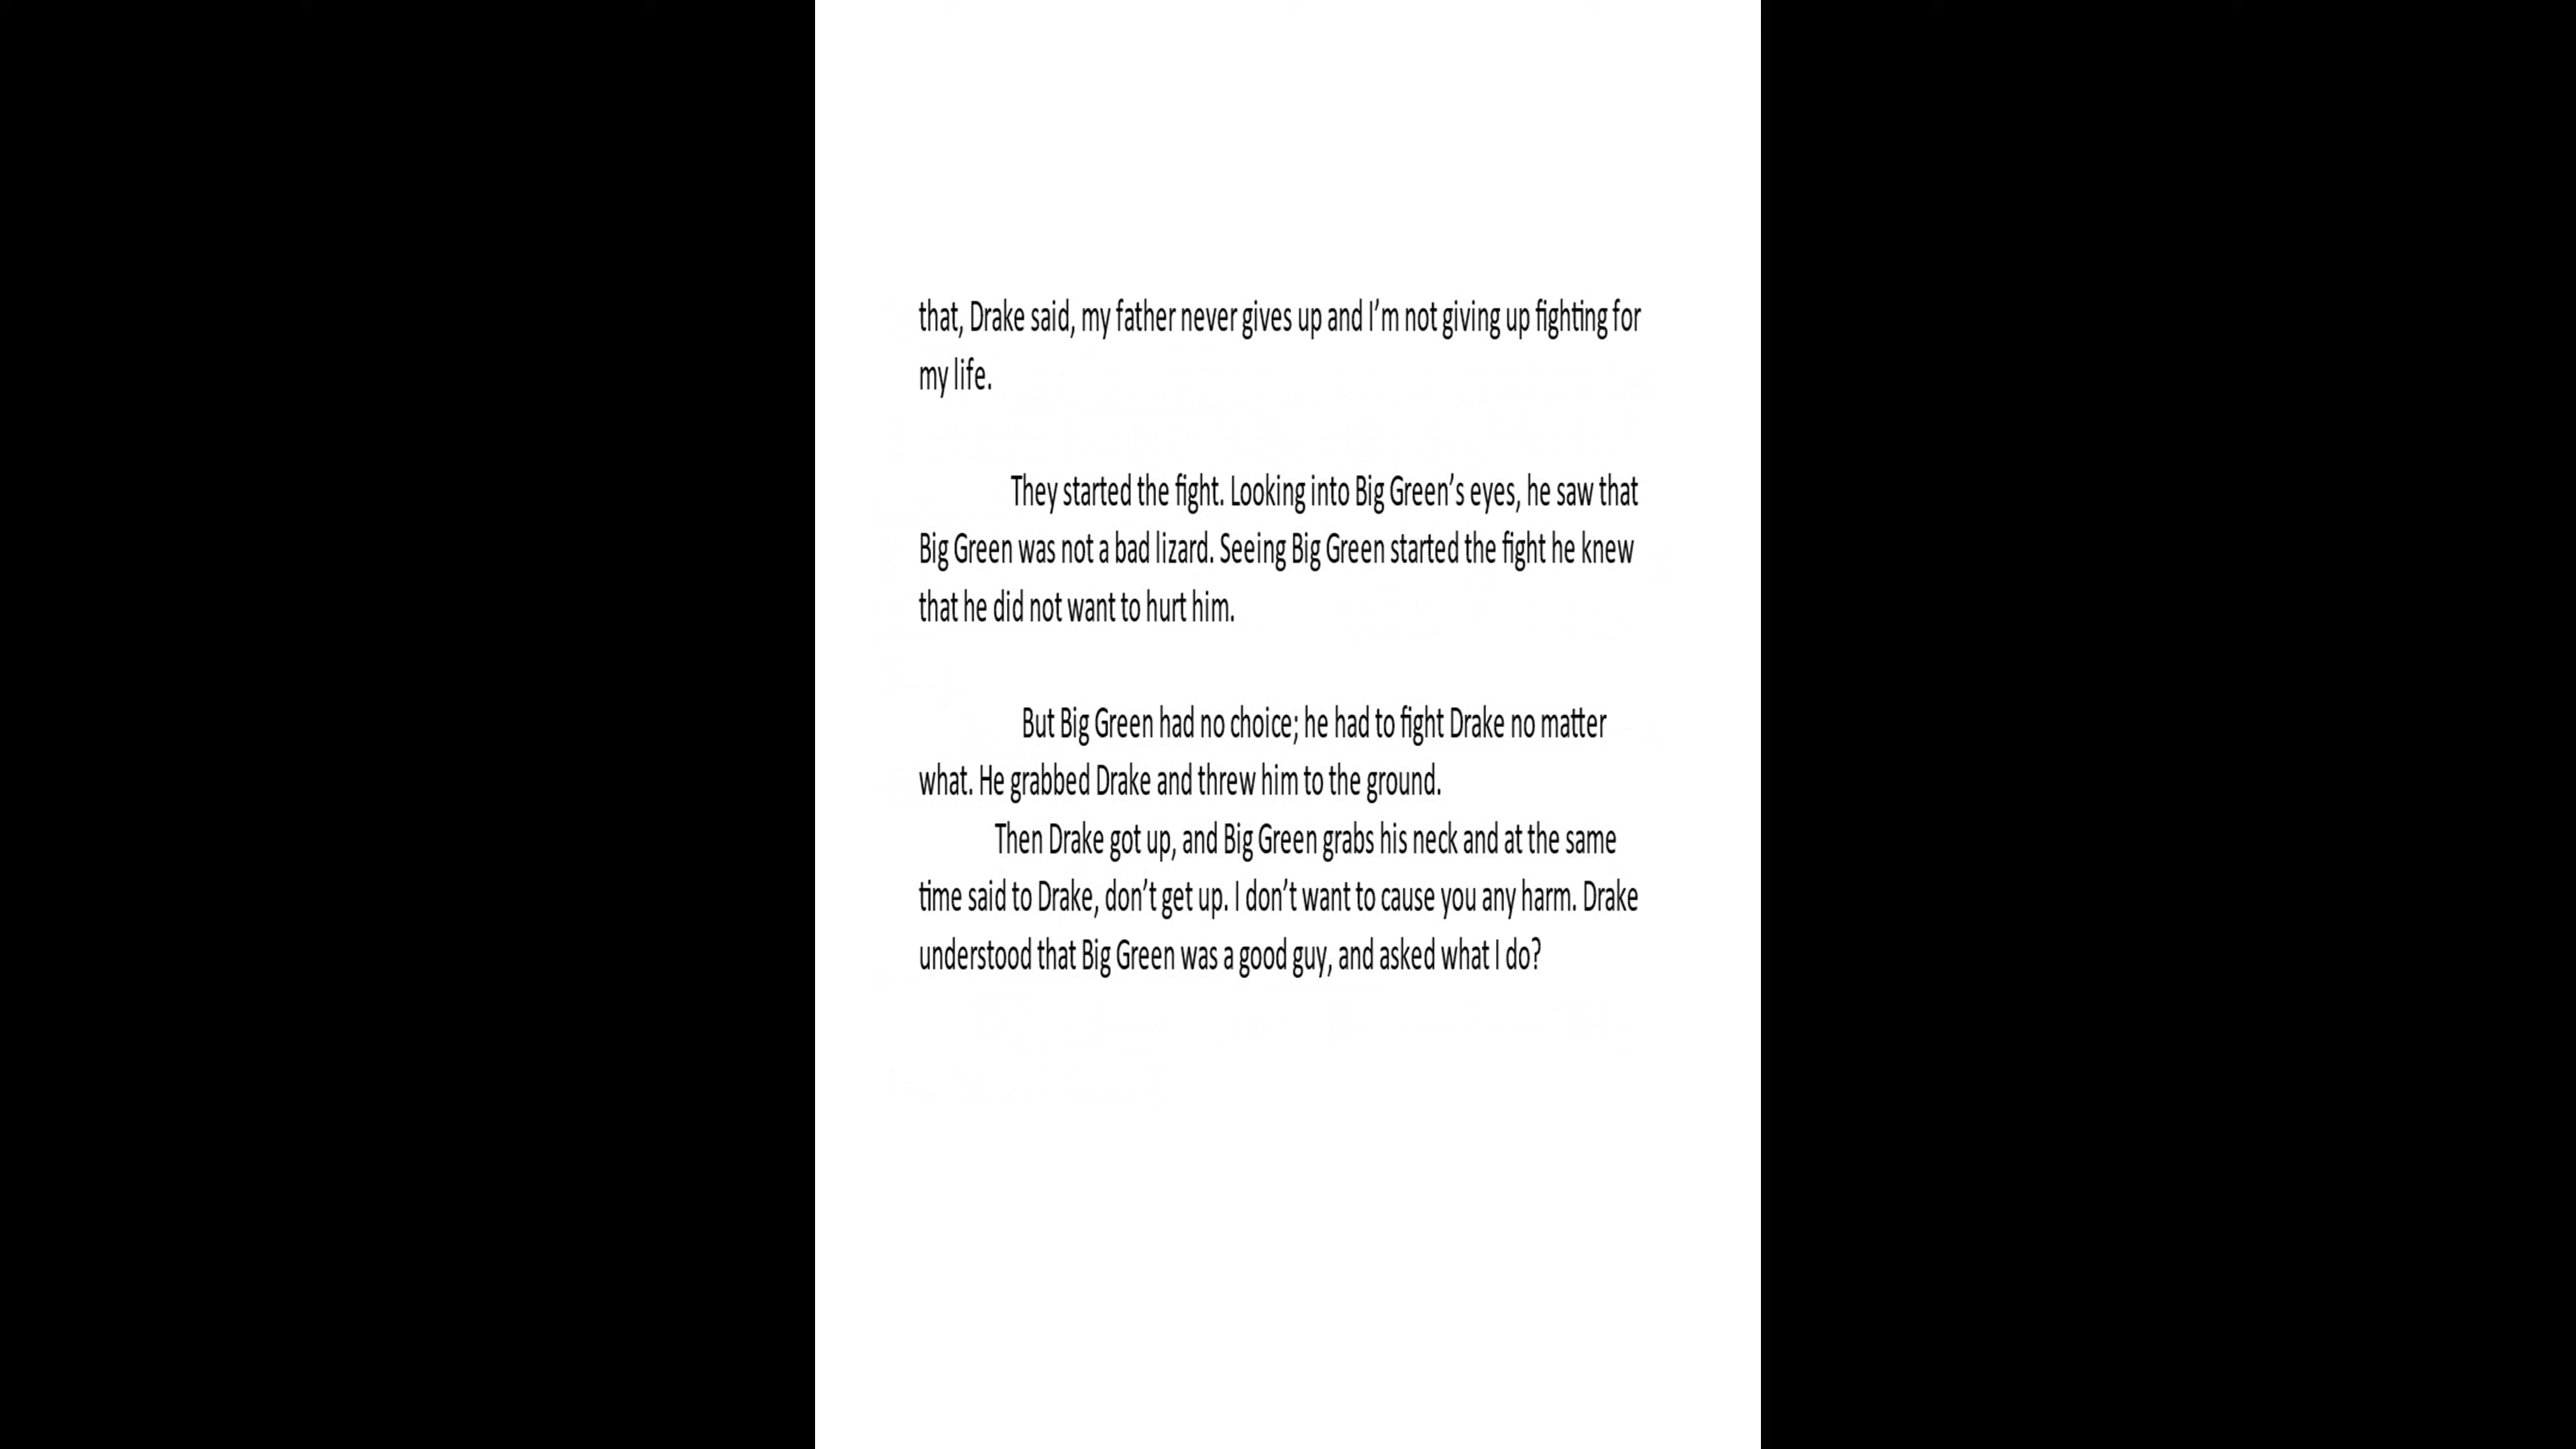 that, Drake said, my father never gives up and I’m not giving up fighting for
my life.
They started the fight. Looking into Big Green’s eyes, he saw that
Big Green was not a bad lizard. Seeing Big Green started the fight he knew
that he did not want to hurt him.
But Big Green had no choice; he had to fight Drake no matter
what. He grabbed Drake and threw him to the ground.
Then Drake got up, and Big Green grabs his neck and at the same
time said to Drake, don’t get up. I don’t want to cause you any harm. Drake
understood that Big Green was a good guy, and asked what I do?